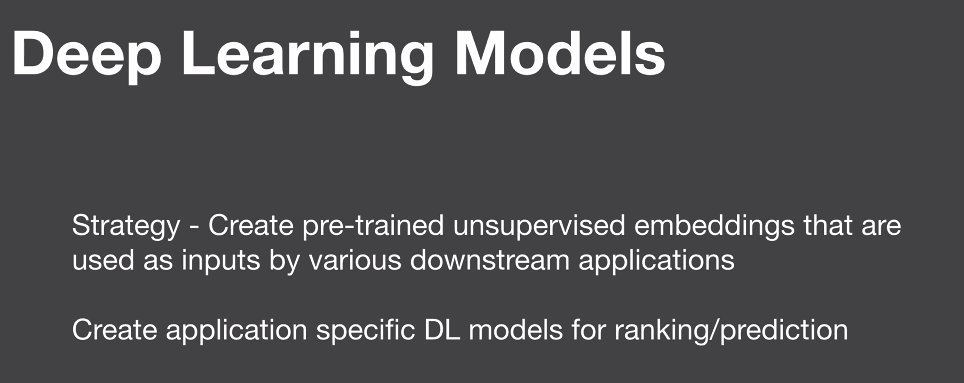 Deep Learning Models
Strategy - Create pre-trained unsupervised embeddings that are
used as inputs by various downstream applications
Create application specific DL models for ranking/prediction